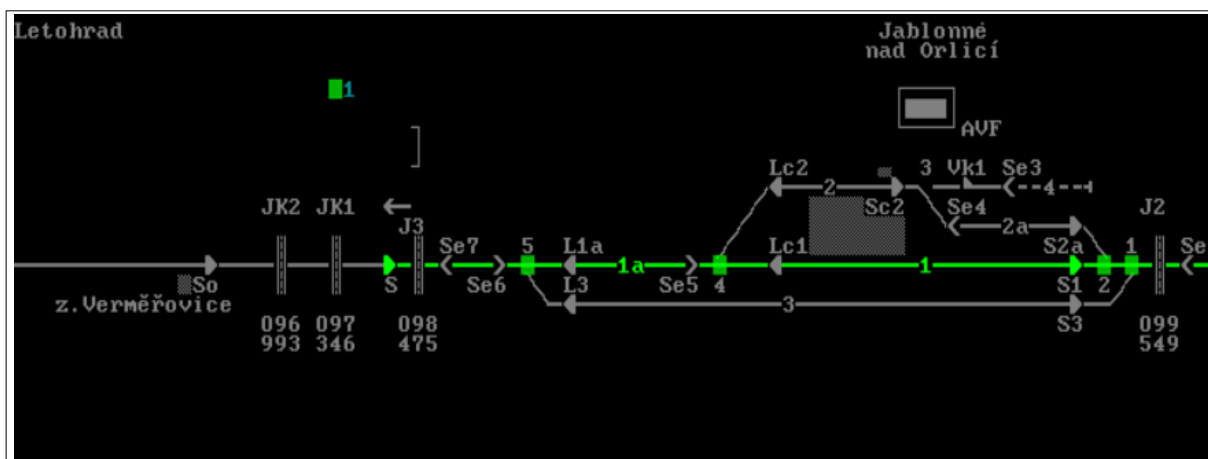 Letohrad
Jablonné
nad Orlicí
1
AVF
Lc2 2 Sc2 3 Vk1 Se3 4
JK2 JK1 J3 Se4 2a J2
Se7 5 L1a Lc1 S2a 1 Se
1a 1
So S Se6 L3 Se5 4 S1 2
z.Verměřovice
3
S3
096 097 098 099
993 346 475 549